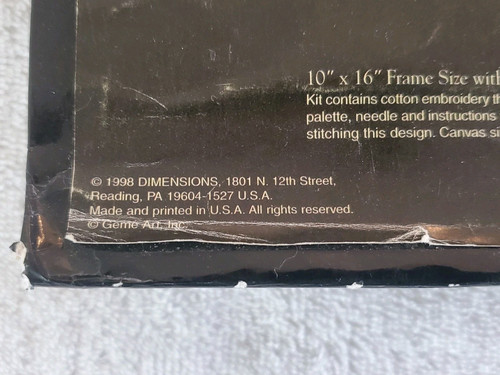 10" x 16" Frame Size with
Kit contains cotton embroidery th
palette, needle and instructions
stitching this design. Canvas si
© 1998 DIMENSIONS, 1801 N. 12th Street,
Reading, PA 19604-1527 U.S.A.
Made and printed in U.S.A. All rights reserved.
© Geme Art, Inc.